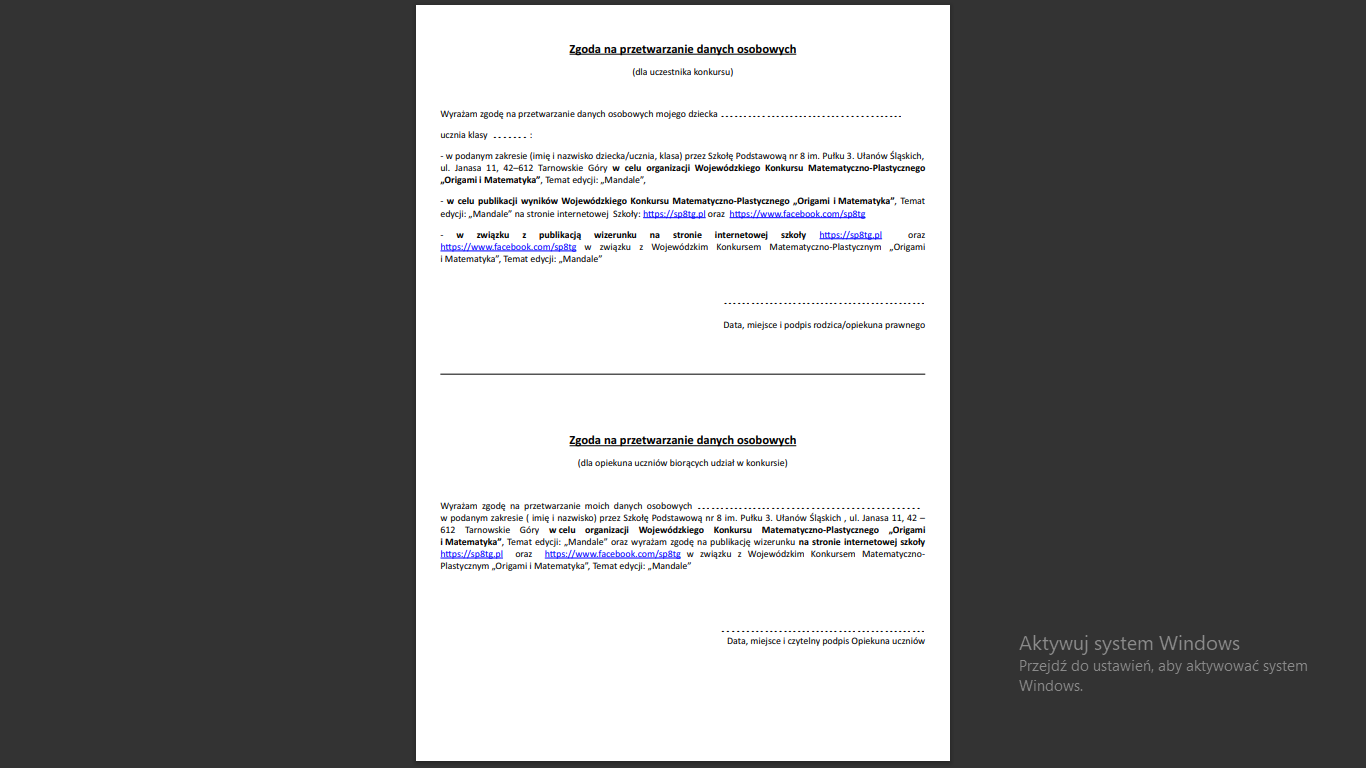 Zgoda na przetwarzanie danych osobowych
(dla uczestnika konkursu)
Wyrażam zgodę na przetwarzanie danych osobowych mojego dziecka ........................................
ucznia klasy ....... :
- w podanym zakresie (imię i nazwisko dziecka/ucznia, klasa) przez Szkołę Podstawową nr 8 im. Pułku 3. Ułanów Śląskich,
ul. Janasa 11, 42–612 Tarnowskie Góry w celu organizacji Wojewódzkiego Konkursu Matematyczno-Plastycznego
„Origami i Matematyka”, Temat edycji: „Mandale”,
- w celu publikacji wyników Wojewódzkiego Konkursu Matematyczno-Plastycznego „Origami i Matematyka”, Temat
edycji: „Mandale” na stronie internetowej Szkoły: https://sp8tg.pl oraz https://www.facebook.com/sp8tg
- w związku z publikacją wizerunku na stronie internetowej szkoły https://sp8tg.pl oraz
https://www.facebook.com/sp8tg w związku z Wojewódzkim Konkursem Matematyczno-Plastycznym „Origami
i Matematyka”, Temat edycji: „Mandale”
.............................................
Data, miejsce i podpis rodzica/opiekuna prawnego
Zgoda na przetwarzanie danych osobowych
(dla opiekuna uczniów biorących udział w konkursie)
Wyrażam zgodę na przetwarzanie moich danych osobowych ..................................................
w podanym zakresie ( imię i nazwisko) przez Szkołę Podstawową nr 8 im. Pułku 3. Ułanów Śląskich , ul. Janasa 11, 42 –
612 Tarnowskie Góry w celu organizacji Wojewódzkiego Konkursu Matematyczno-Plastycznego „Origami
i Matematyka”, Temat edycji: „Mandale” oraz wyrażam zgodę na publikację wizerunku na stronie internetowej szkoły
https://sp8tg.pl oraz https://www.facebook.com/sp8tg w związku z Wojewódzkim Konkursem Matematyczno-
Plastycznym „Origami i Matematyka”, Temat edycji: „Mandale”
.............................................
Data, miejsce i czytelny podpis Opiekuna uczniów
Aktywuj system Windows
Przejdź do ustawień, aby aktywować system
Windows.